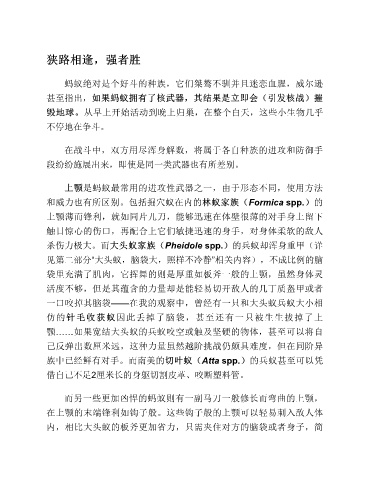 狭路相逢，强者胜
蚂蚁绝对是个好斗的种族。它们桀骜不驯并且迷恋血腥，威尔逊
甚至指出，如果蚂蚁拥有了核武器，其结果是立即会（引发核战）摧
毁地球。从早上开始活动到晚上归巢，在整个白天，这些小生物几乎
不停地在争斗。
在战斗中，双方用尽浑身解数，将属于各自种族的进攻和防御手
段纷纷施展出来。即使是同一类武器也有所差别。
上颚是蚂蚁最常用的进攻性武器之一，由于形态不同，使用方法
和威力也有所区别。包括掘穴蚁在内的林蚁家族（Formica spp.）的
上颚薄而锋利，就如同片儿刀，能够迅速在体壁很薄的对手身上留下
触目惊心的伤口，再配合上它们敏捷迅速的身手，对身体柔软的敌人
杀伤力极大。而大头蚁家族（Pheidole spp.）的兵蚁却浑身重甲（详
见第二部分“大头蚁，脑袋大，照样不冷静”相关内容），不成比例的脑
袋里充满了肌肉，它挥舞的则是厚重如板斧一般的上颚，虽然身体灵
活度不够，但是其蕴含的力量却是能轻易切开敌人的几丁质盔甲或者
一口咬掉其脑袋——在我的观察中，曾经有一只和大头蚁兵蚁大小相
仿的针毛收获蚁因此丢掉了脑袋，甚至还有一只被生生拔掉了上
颚……如果宽结大头蚁的兵蚁咬空或触及坚硬的物体，甚至可以将自
己反弹出数厘米远，这种力量虽然越阶挑战仍颇具难度，但在同阶异
族中已经鲜有对手。而南美的切叶蚁（Atta spp.）的兵蚁甚至可以凭
借自己不足2厘米长的身躯切割皮革、咬断塑料管。
而另一些更加凶悍的蚂蚁则有一副马刀一般修长而弯曲的上颚。
在上颚的末端锋利如钩子般。这些钩子般的上颚可以轻易刺入敌人体
内，相比大头蚁的板斧更加省力，只需夹住对方的脑袋或者身子，简